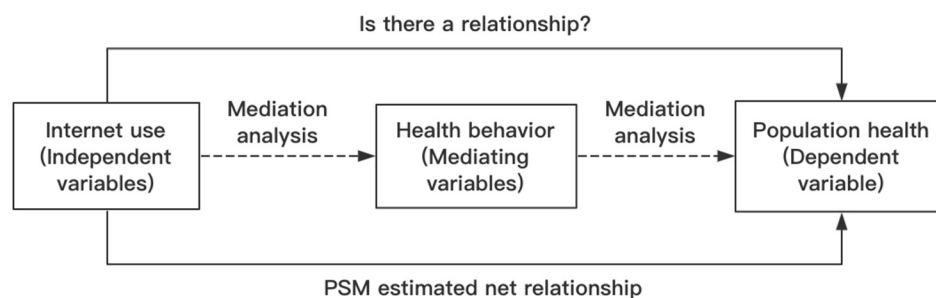 Is there a relationship?
Internet use
(Independent
variables)
Mediation
analysis
Health behavior
(Mediating
variables)
Mediation
analysis
Population health
(Dependent
variable)
PSM estimated net relationship